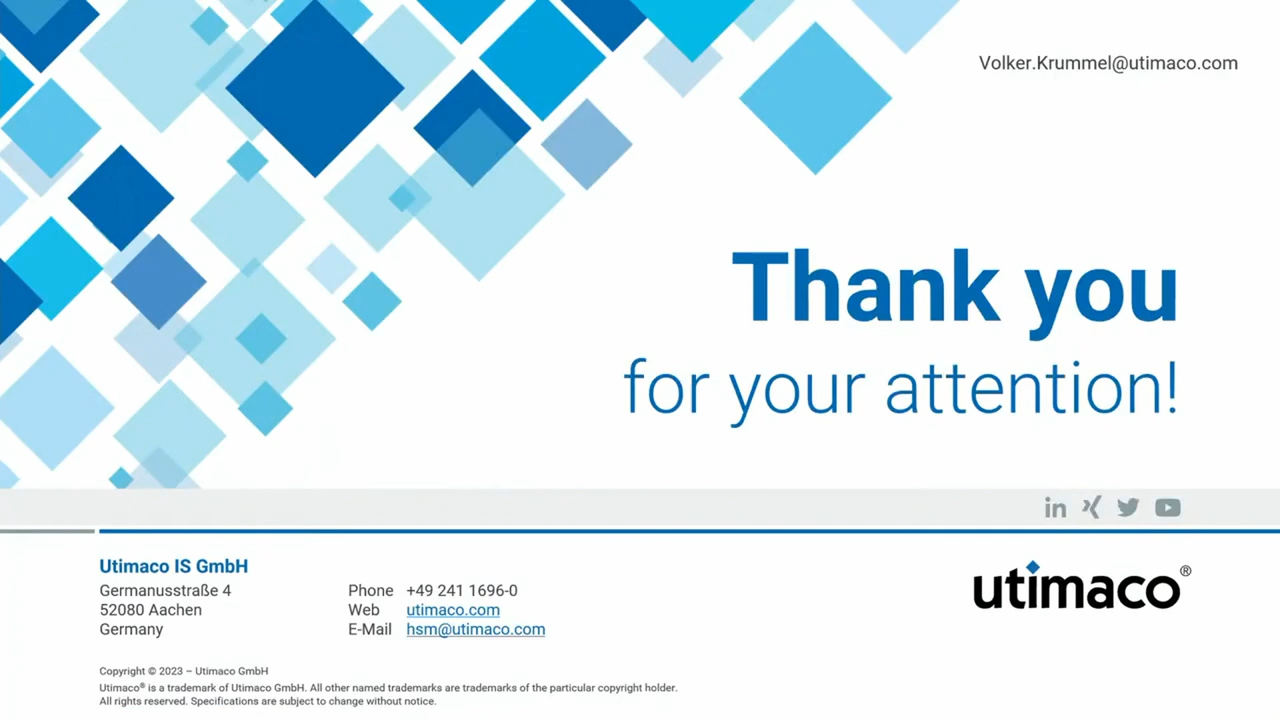 Volker.Krummel@utimaco.com
Thank you
for your attention!
Utimaco IS GmbH
Germanusstraße 4
52080 Aachen
Germany
Phone +49 241 1696-0
Web utimaco.com
E-Mail hsm@utimaco.com
utimaco®
Copyright © 2023 – Utimaco GmbH
Utimaco® is a trademark of Utimaco GmbH. All other named trademarks are trademarks of the particular copyright holder.
All rights reserved. Specifications are subject to change without notice.